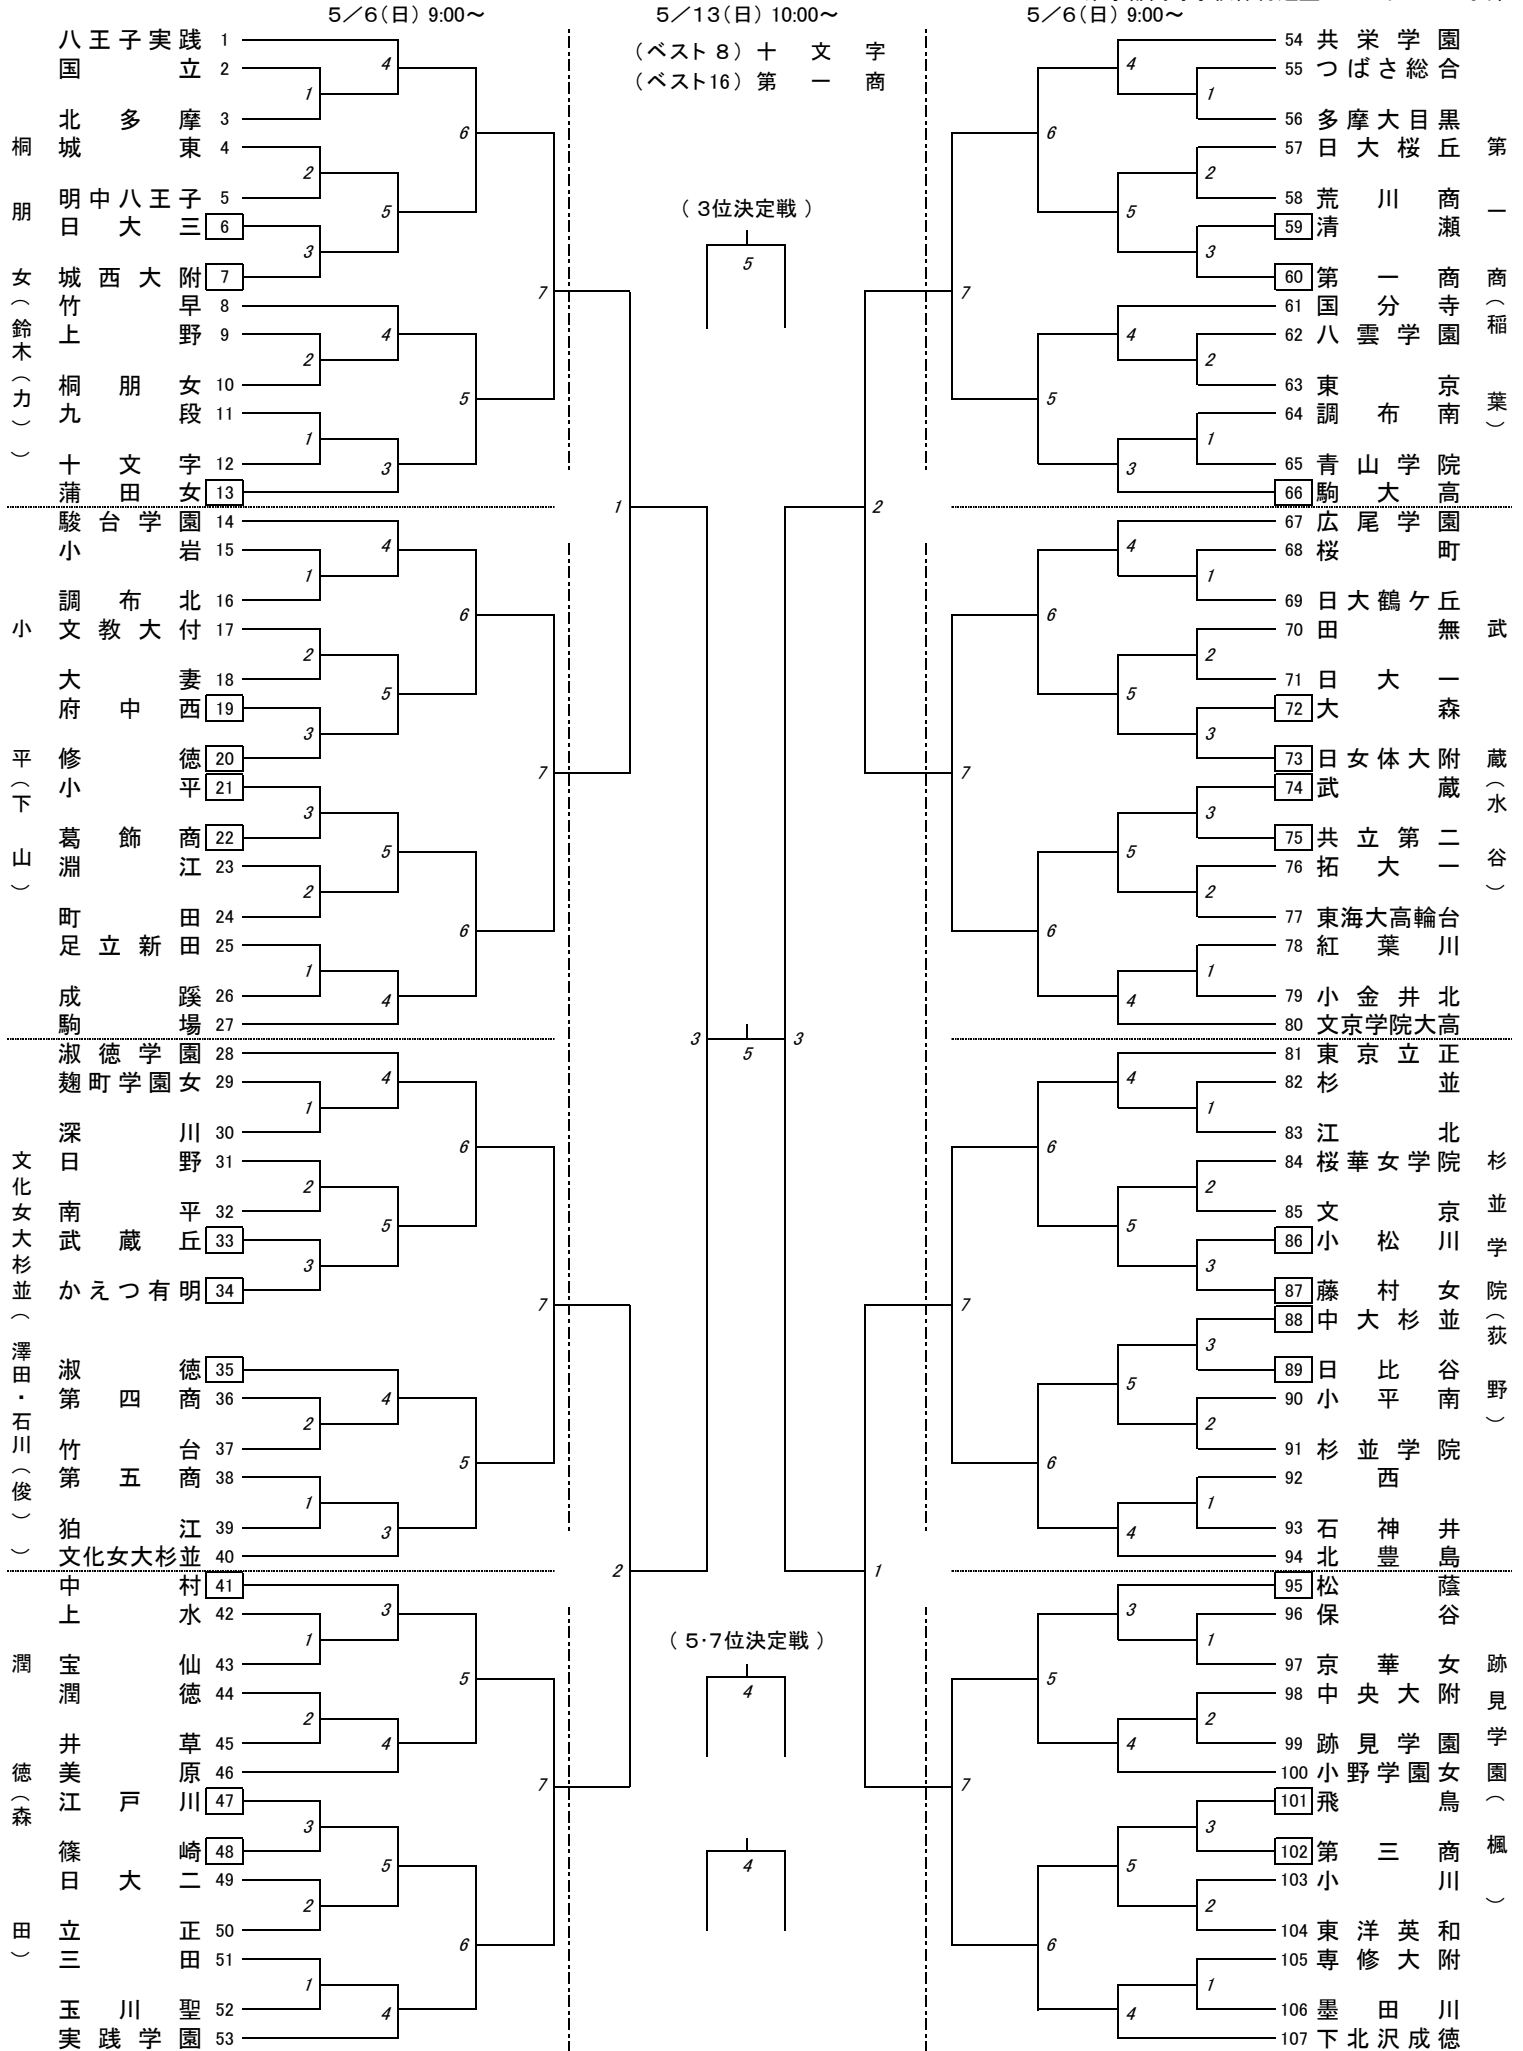 5／6（日） 9:00～
5／13（日） 10:00～
5／6（日） 9:00～
（ベスト 8） 十文字
（ベスト16） 第一商
（ 3位決定戦 ）
5
（ 5・7位決定戦 ）
4
4
桐朋女（鈴木（力））
八王子実践 1
国立 2
北多摩 3
城東 4
明中八王子 5
日大三 6
城西大附 7
竹早 8
上野 9
桐朋女 10
九段 11
十文字 12
蒲田女 13
小平（下山）
駿台学園 14
小岩 15
調布北 16
文教大付 17
大妻 18
府中西 19
修徳 20
小平 21
葛飾商 22
淵江 23
町田 24
足立新田 25
成蹊 26
駒場 27
文化女大杉並（澤田・石川（俊））
淑徳学園 28
麹町学園女 29
深川 30
日野 31
南平 32
武蔵丘 33
かえつ有明 34
淑徳 35
第四商 36
竹台 37
第五商 38
狛江 39
文化女大杉並 40
潤徳（森田）
中村 41
上水 42
宝仙 43
潤徳 44
井草 45
美原 46
江戸川 47
篠崎 48
日大二 49
立正 50
三田 51
玉川聖 52
実践学園 53
第一商（稲葉）
54 共栄学園
55 つばさ総合
56 多摩大目黒
57 日大桜丘
58 荒川商
59 清瀬
60 第一商
61 国分寺
62 八雲学園
63 東京
64 調布南
65 青山学院
66 駒大高
武蔵（水谷）
67 広尾学園
68 桜町
69 日大鶴ケ丘
70 田無
71 日大一
72 大森
73 日女体大附
74 武蔵
75 共立第二
76 拓大一
77 東海大高輪台
78 紅葉川
79 小金井北
80 文京学院大高
杉並学院（荻野）
81 東京立正
82 杉並
83 江北
84 桜華女学院
85 文京
86 小松川
87 藤村女
88 中大杉並
89 日比谷
90 小平南
91 杉並学院
92 西
93 石神井
94 北豊島
跡見学園（楓）
95 松蔭
96 保谷
97 京華女
98 中央大附
99 跡見学園
100 小野学園女
101 飛鳥
102 第三商
103 小川
104 東洋英和
105 専修大附
106 墨田川
107 下北沢成徳